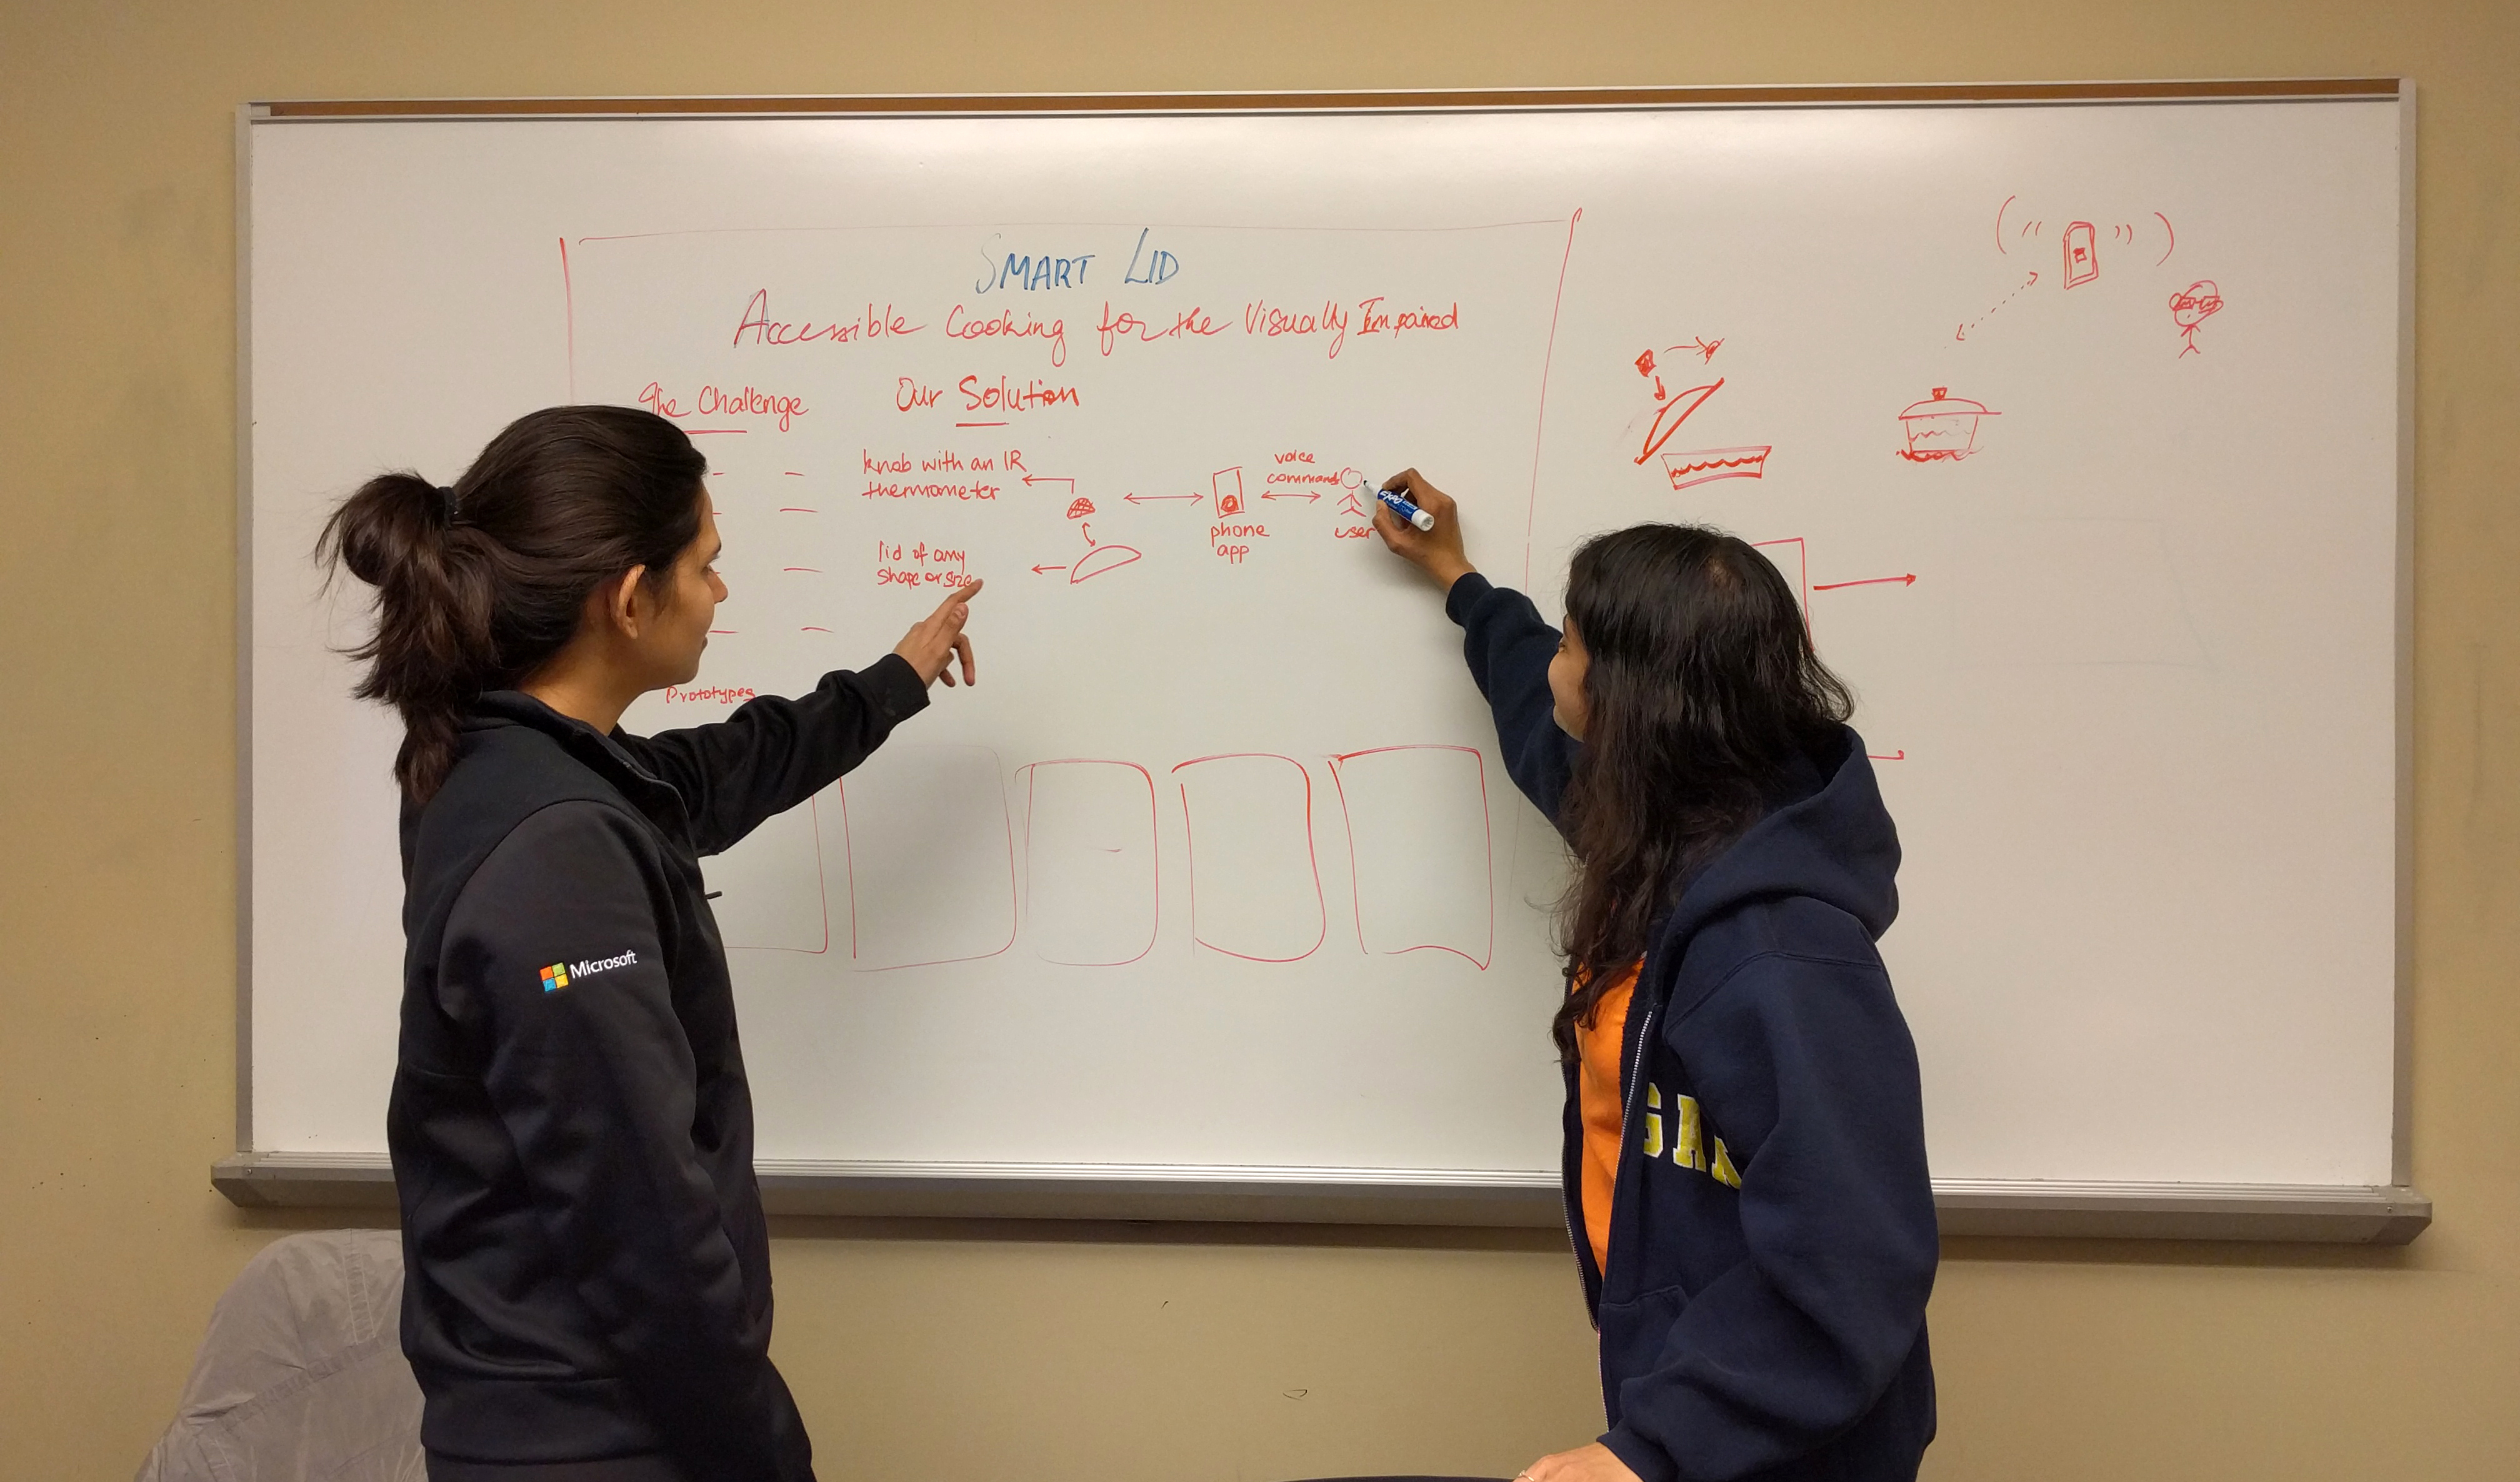 SMART LID
Accessible Cooking for the Visually Impaired
The Challenge
Our Solution
knob with an IR
thermometer
lid of any
shape or size
voice
command
phone
app
user
Prototypes
EXPO
Microsoft